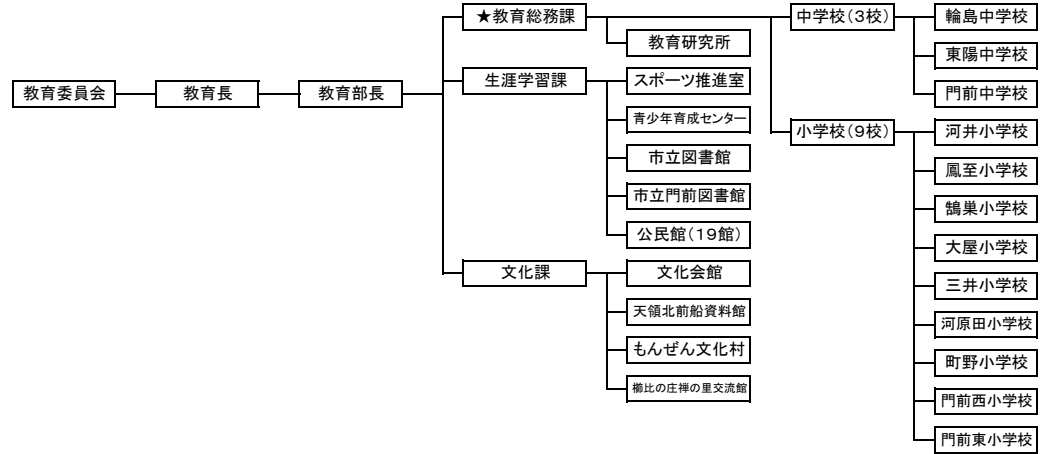 教育委員会
教育長
教育部長
★教育総務課
教育研究所
生涯学習課
スポーツ推進室
青少年育成センター
市立図書館
市立門前図書館
公民館（19館）
文化課
文化会館
天領北前船資料館
もんぜん文化村
櫛比の庄禅の里交流館
中学校（3校）
輪島中学校
東陽中学校
門前中学校
小学校（9校）
河井小学校
鳳至小学校
鵠巣小学校
大屋小学校
三井小学校
河原田小学校
町野小学校
門前西小学校
門前東小学校